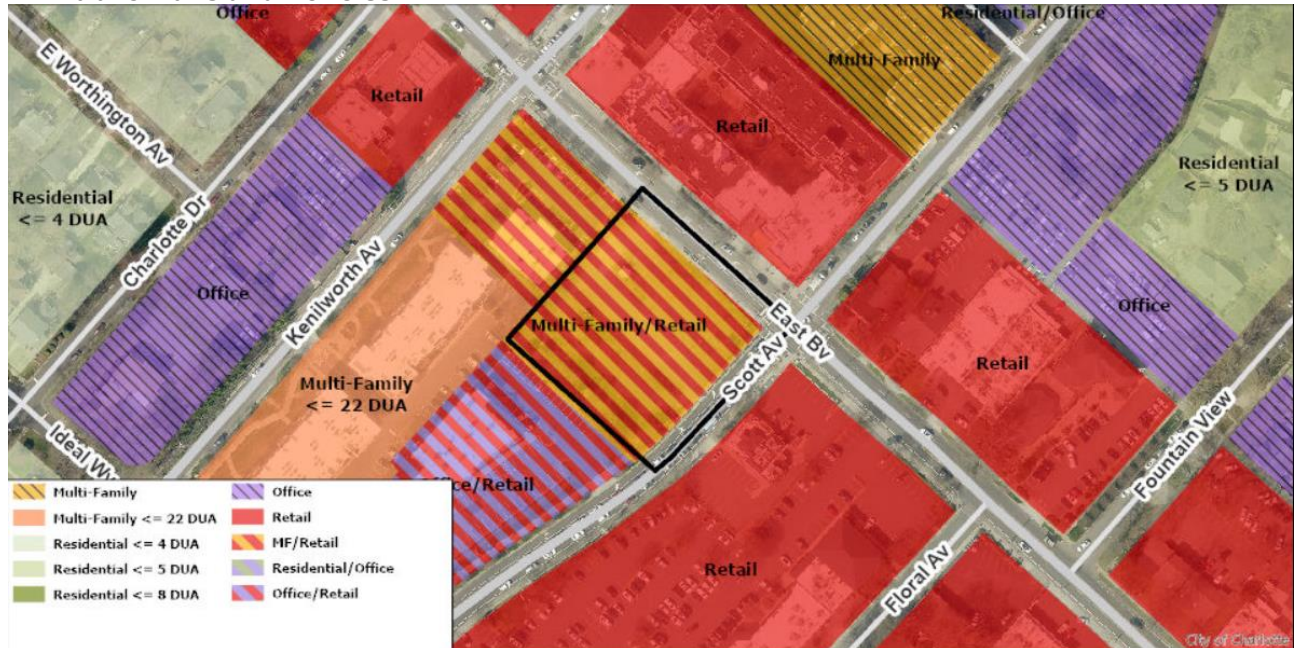 Office
Residential/Office
E Worthington Av
Multi-Family
Retail
Retail
Residential
<= 5 DUA
Residential
<= 4 DUA
Charlotte Dr
Office
Kenilworth Av
Office
Multi-Family/Retail
East Bv
Scott Av
Retail
Multi-Family
<= 22 DUA
Ideal Wy
Fountain View
ice/Retail
Retail
Floral Av
Multi-Family
Office
Multi-Family <= 22 DUA
Retail
Residential <= 4 DUA
MF/Retail
Residential <= 5 DUA
Residential/Office
Residential <= 8 DUA
Office/Retail
City of Charlotte